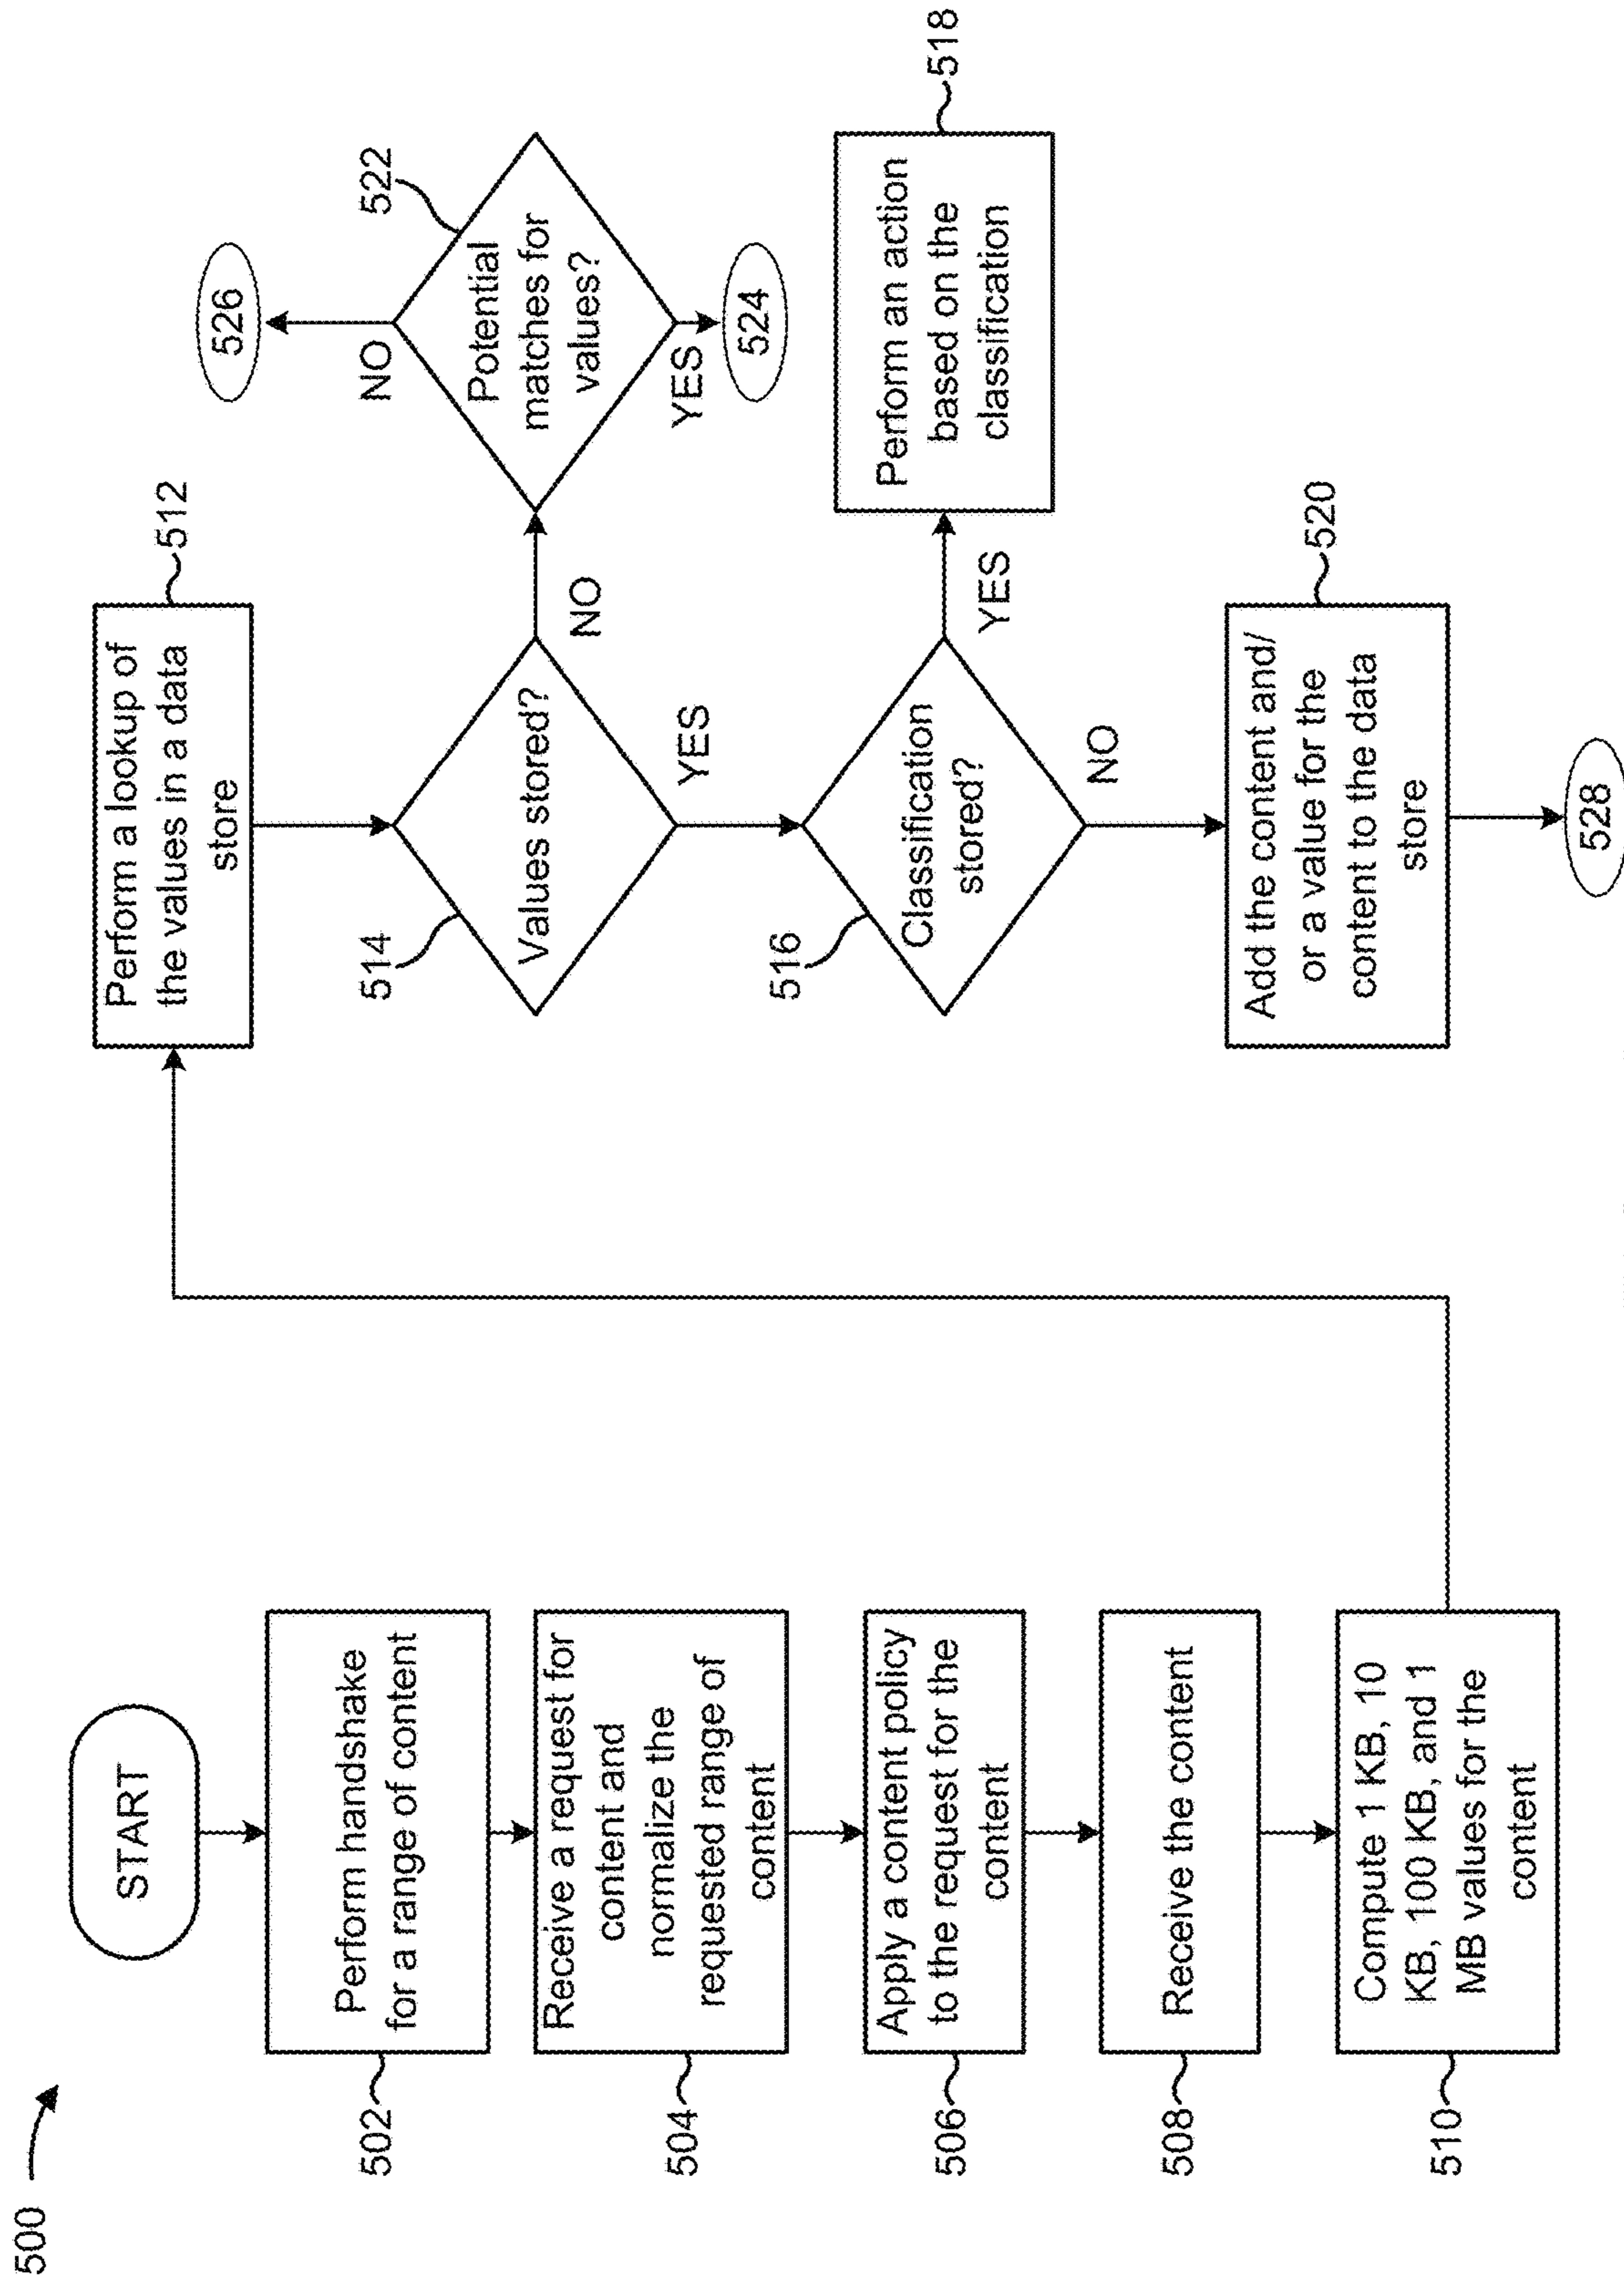 500
START
Perform handshake
for a range of content
502
Receive a request for
content and
normalize the
requested range of
content
504
Apply a content policy
to the request for the
content
506
Receive the content
508
Compute 1 KB, 10
KB, 100 KB, and 1
MB values for the
content
510
Perform a lookup of
the values in a data
store
512
Values stored?
514
NO
YES
Potential
matches for
values?
522
NO
526
YES
524
Classification
stored?
516
YES
Perform an action
based on the
classification
518
NO
Add the content and/
or a value for the
content to the data
store
520
528